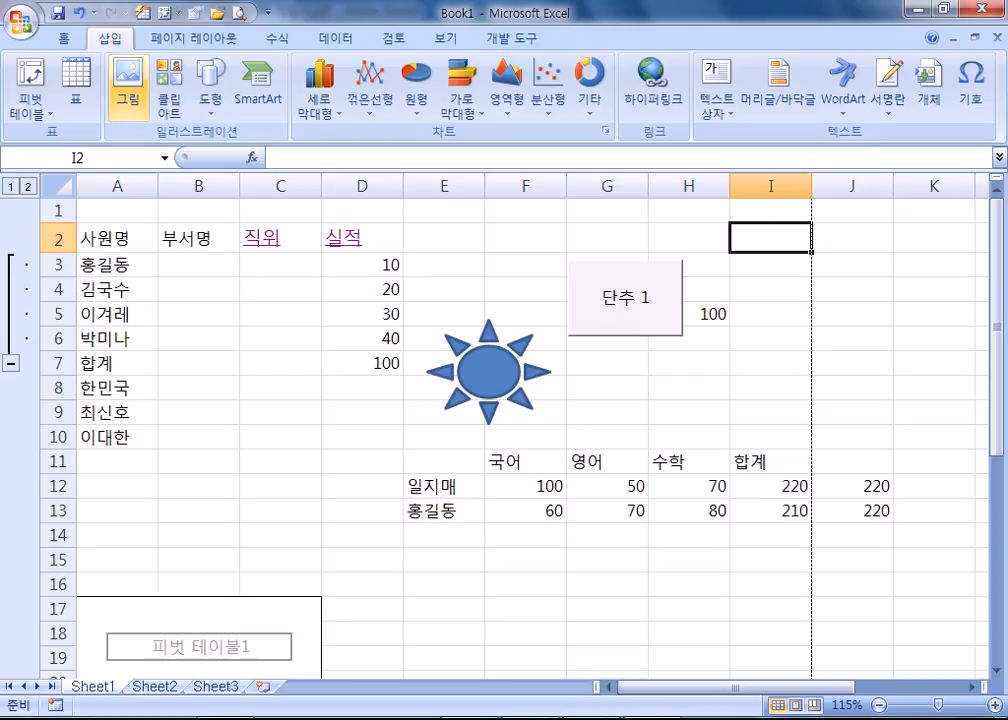 Book1 - Microsoft Excel
홈 삽입 페이지 레이아웃 수식 데이터 검토 보기 개발 도구
피벗 테이블 표 그림 클립 아트 도형 SmartArt 세로 막대형 꺾은선형 원형 가로 막대형 영역형 분산형 기타 하이퍼링크 텍스트 상자 머리글/바닥글 WordArt 서명란 개체 기호
표 일러스트레이션 차트 링크 텍스트
I2 fx
1 2 A B C D E F G H I J K
1
2 사원명 부서명 직위 실적
3 홍길동 10
단추 1
4 김국수 20
5 이겨레 30 100
6 박미나 40
7 합계 100
8 한민국
9 최신호
10 이대한
11 국어 영어 수학 합계
12 일지매 100 50 70 220 220
13 홍길동 60 70 80 210 220
14
15
16
17
18 피벗 테이블1
19
Sheet1 Sheet2 Sheet3
준비 115%